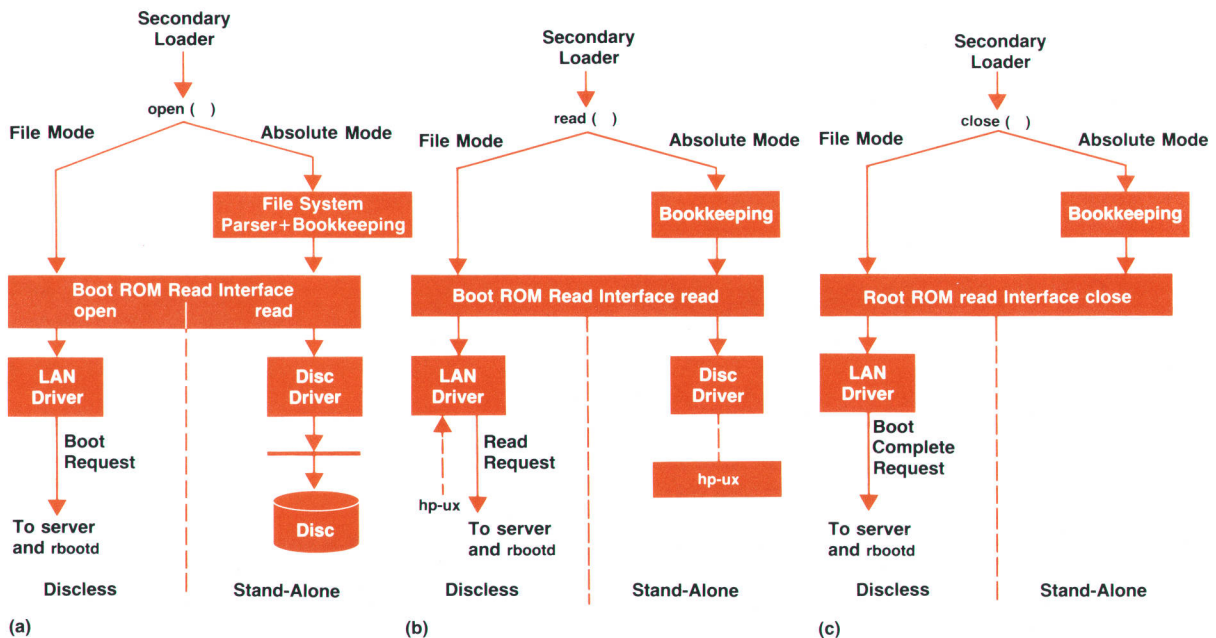 Secondary
Loader
open ( )
File Mode
Absolute Mode
File System
Parser+Bookkeeping
Boot ROM Read Interface
open
read
LAN
Driver
Disc
Driver
Boot
Request
Disc
To server
and rbootd
Discless
Stand-Alone
(a)
Secondary
Loader
read ( )
File Mode
Absolute Mode
Bookkeeping
Boot ROM Read Interface read
LAN
Driver
Disc
Driver
Read
Request
hp-ux
hp-ux
To server
and rbootd
Discless
Stand-Alone
(b)
Secondary
Loader
close ( )
File Mode
Absolute Mode
Bookkeeping
Root ROM read Interface close
LAN
Driver
Boot
Complete
Request
To server
and rbootd
Discless
Stand-Alone
(c)